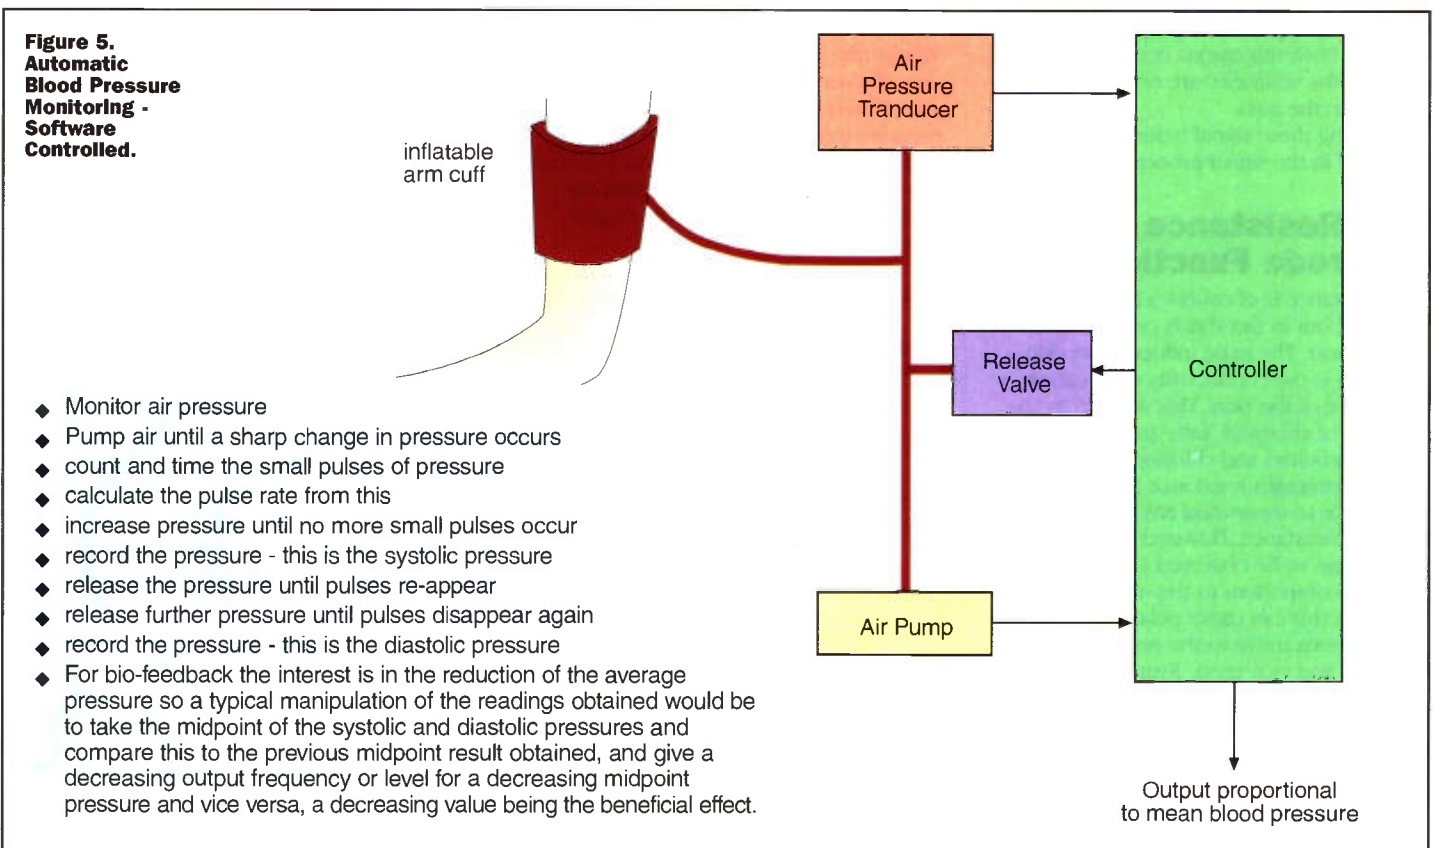 Figure 5.
Automatic
Blood Pressure
Monitoring -
Software
Controlled.
inflatable
arm cuff
Air
Pressure
Tranducer
Release
Valve
Controller
Air Pump
Output proportional
to mean blood pressure
◆ Monitor air pressure
◆ Pump air until a sharp change in pressure occurs
◆ count and time the small pulses of pressure
◆ calculate the pulse rate from this
◆ increase pressure until no more small pulses occur
◆ record the pressure - this is the systolic pressure
◆ release the pressure until pulses re-appear
◆ release further pressure until pulses disappear again
◆ record the pressure - this is the diastolic pressure
◆ For bio-feedback the interest is in the reduction of the average
pressure so a typical manipulation of the readings obtained would be
to take the midpoint of the systolic and diastolic pressures and
compare this to the previous midpoint result obtained, and give a
decreasing output frequency or level for a decreasing midpoint
pressure and vice versa, a decreasing value being the beneficial effect.